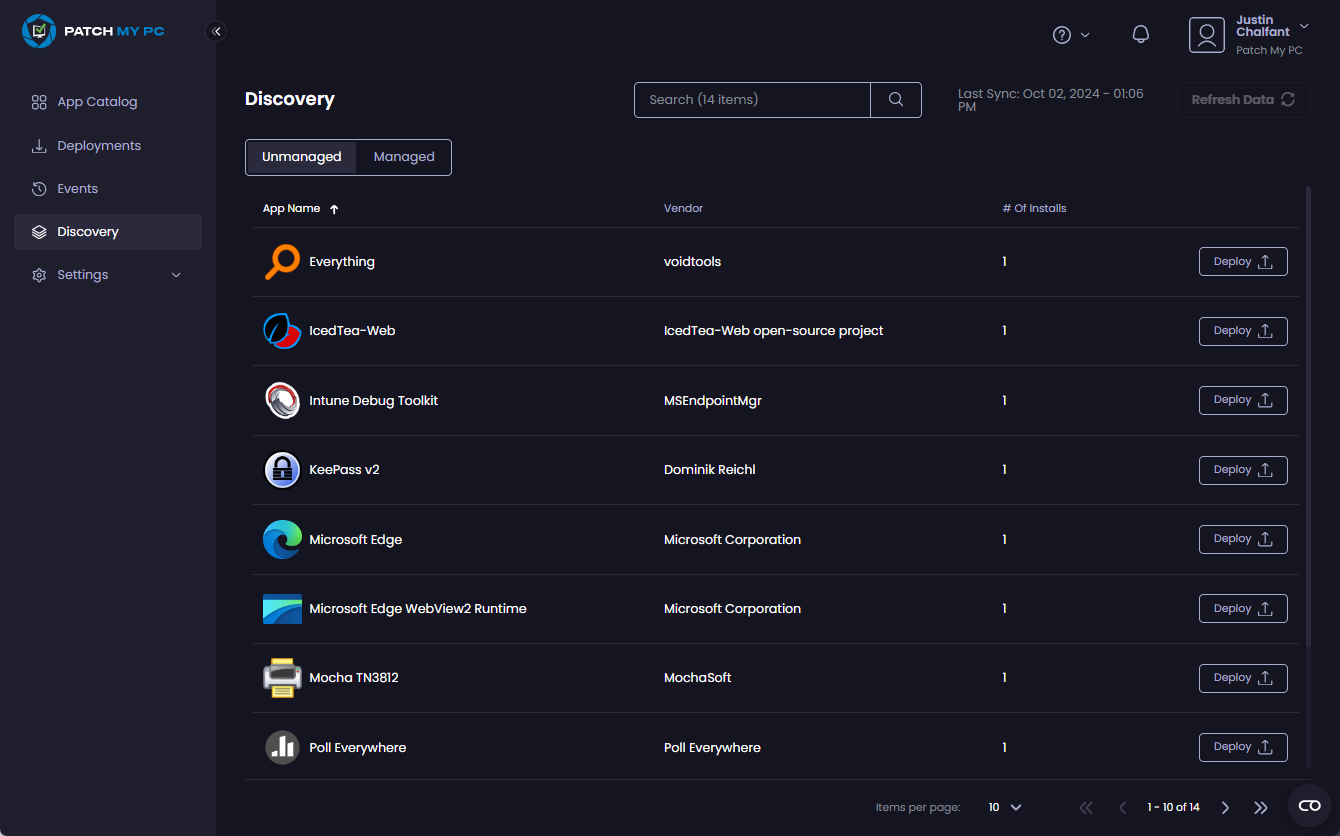 PATCH MY PC
Justin
Chalfant
Patch My PC
App Catalog
Deployments
Events
Discovery
Settings
Discovery
Search (14 items)
Last Sync: Oct 02, 2024 - 01:06
PM
Refresh Data
Unmanaged Managed
App Name Vendor # Of Installs
Everything voidtools 1 Deploy
IcedTea-Web IcedTea-Web open-source project 1 Deploy
Intune Debug Toolkit MSEndpointMgr 1 Deploy
KeePass v2 Dominik Reichl 1 Deploy
Microsoft Edge Microsoft Corporation 1 Deploy
Microsoft Edge WebView2 Runtime Microsoft Corporation 1 Deploy
Mocha TN3812 MochaSoft 1 Deploy
Poll Everywhere Poll Everywhere 1 Deploy
Items per page: 10 1 - 10 of 14